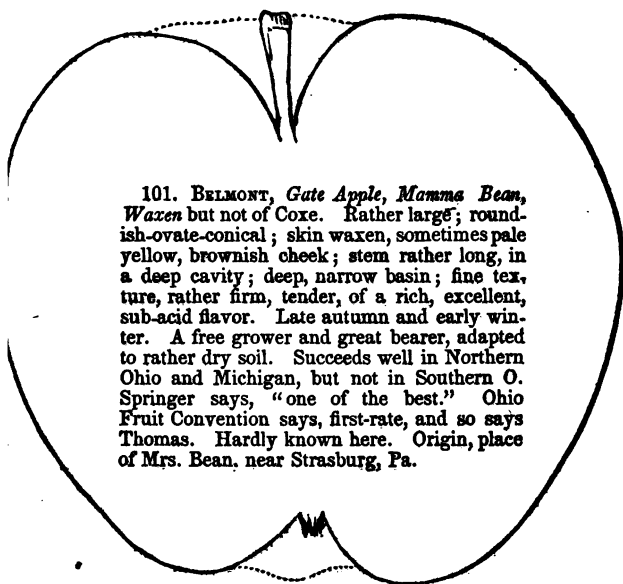 101. BELMONT, Gate Apple, Mamma Bean,
Waxen but not of Coxe. Rather large; round-
ish-ovate-conical; skin waxen, sometimes pale
yellow, brownish cheek; stem rather long, in
a deep cavity; deep, narrow basin; fine tex-
ture, rather firm, tender, of a rich, excellent,
sub-acid flavor. Late autumn and early win-
ter. A free grower and great bearer, adapted
to rather dry soil. Succeeds well in Northern
Ohio and Michigan, but not in Southern O.
Springer says, "one of the best." Ohio
Fruit Convention says, first-rate, and so says
Thomas. Hardly known here. Origin, place
of Mrs. Bean, near Strasburg, Pa.